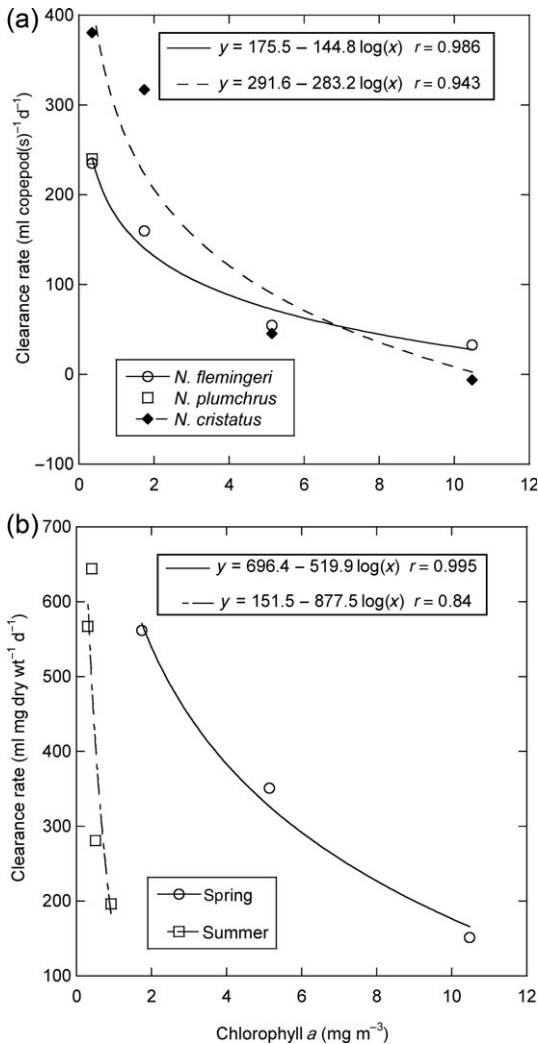 (a)
400
300
200
100
0
−100
Clearance rate (ml copepod(s)⁻¹ d⁻¹)
y = 175.5 − 144.8 log(x) r = 0.986
y = 291.6 − 283.2 log(x) r = 0.943
N. flemingeri
N. plumchrus
N. cristatus
0 2 4 6 8 10 12
(b)
700
600
500
400
300
200
100
Clearance rate (ml mg dry wt⁻¹ d⁻¹)
y = 696.4 − 519.9 log(x) r = 0.995
y = 151.5 − 877.5 log(x) r = 0.84
Spring
Summer
0 2 4 6 8 10 12
Chlorophyll a (mg m⁻³)